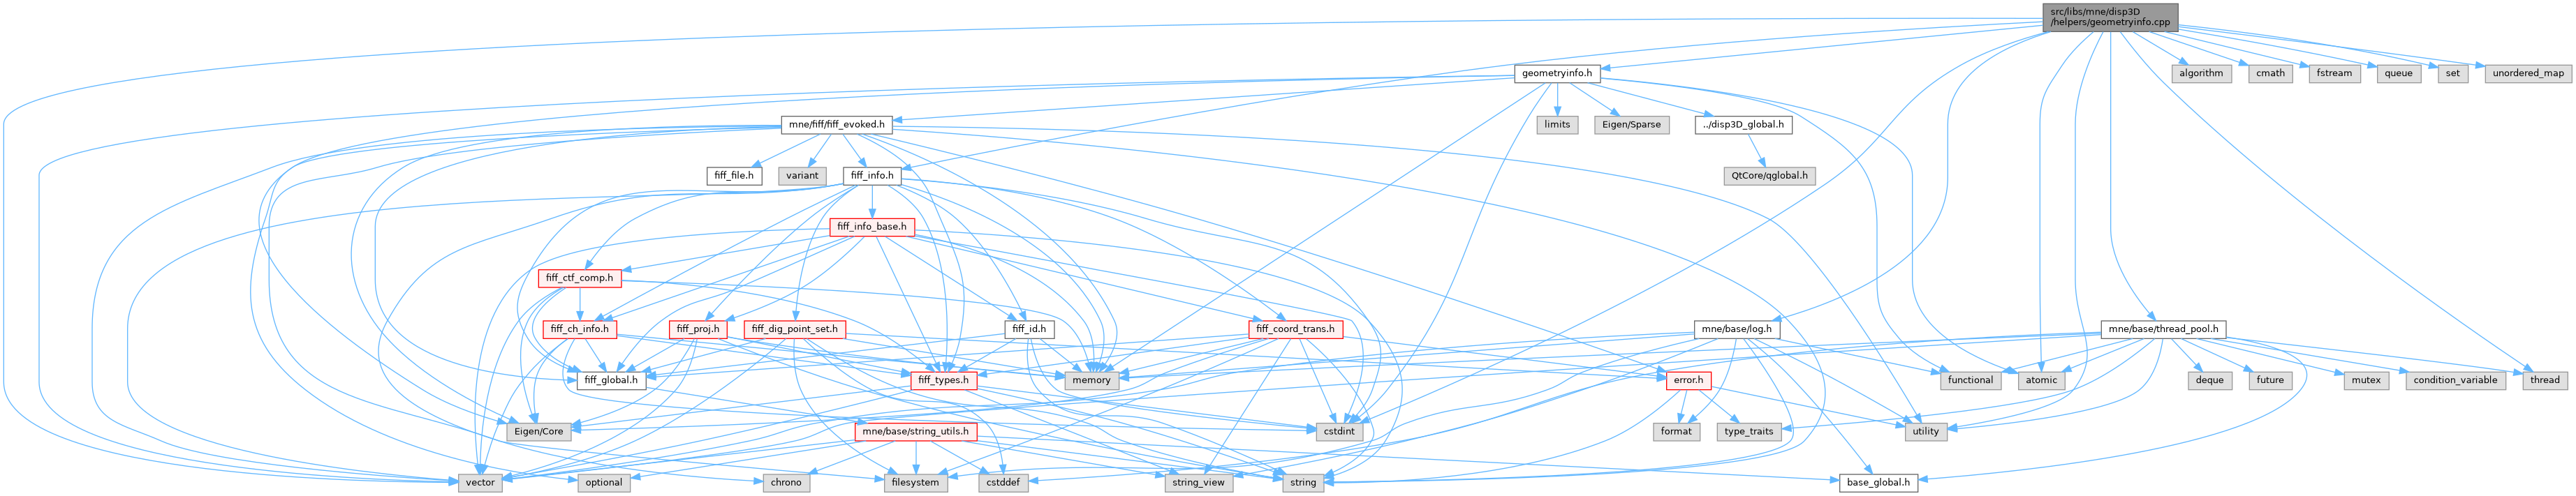 src/libs/mne/disp3D
/helpers/geometryinfo.cpp
geometryinfo.h
algorithm
cmath
fstream
queue
set
unordered_map
mne/fiff/fiff_evoked.h
limits
Eigen/Sparse
../disp3D_global.h
fiff_file.h
variant
fiff_info.h
QtCore/qglobal.h
fiff_info_base.h
fiff_ctf_comp.h
fiff_ch_info.h
fiff_proj.h
fiff_dig_point_set.h
fiff_id.h
fiff_coord_trans.h
mne/base/log.h
mne/base/thread_pool.h
fiff_global.h
memory
fiff_types.h
error.h
functional
atomic
deque
future
mutex
condition_variable
thread
Eigen/Core
mne/base/string_utils.h
cstdint
format
type_traits
utility
vector
optional
chrono
filesystem
cstddef
string_view
string
base_global.h